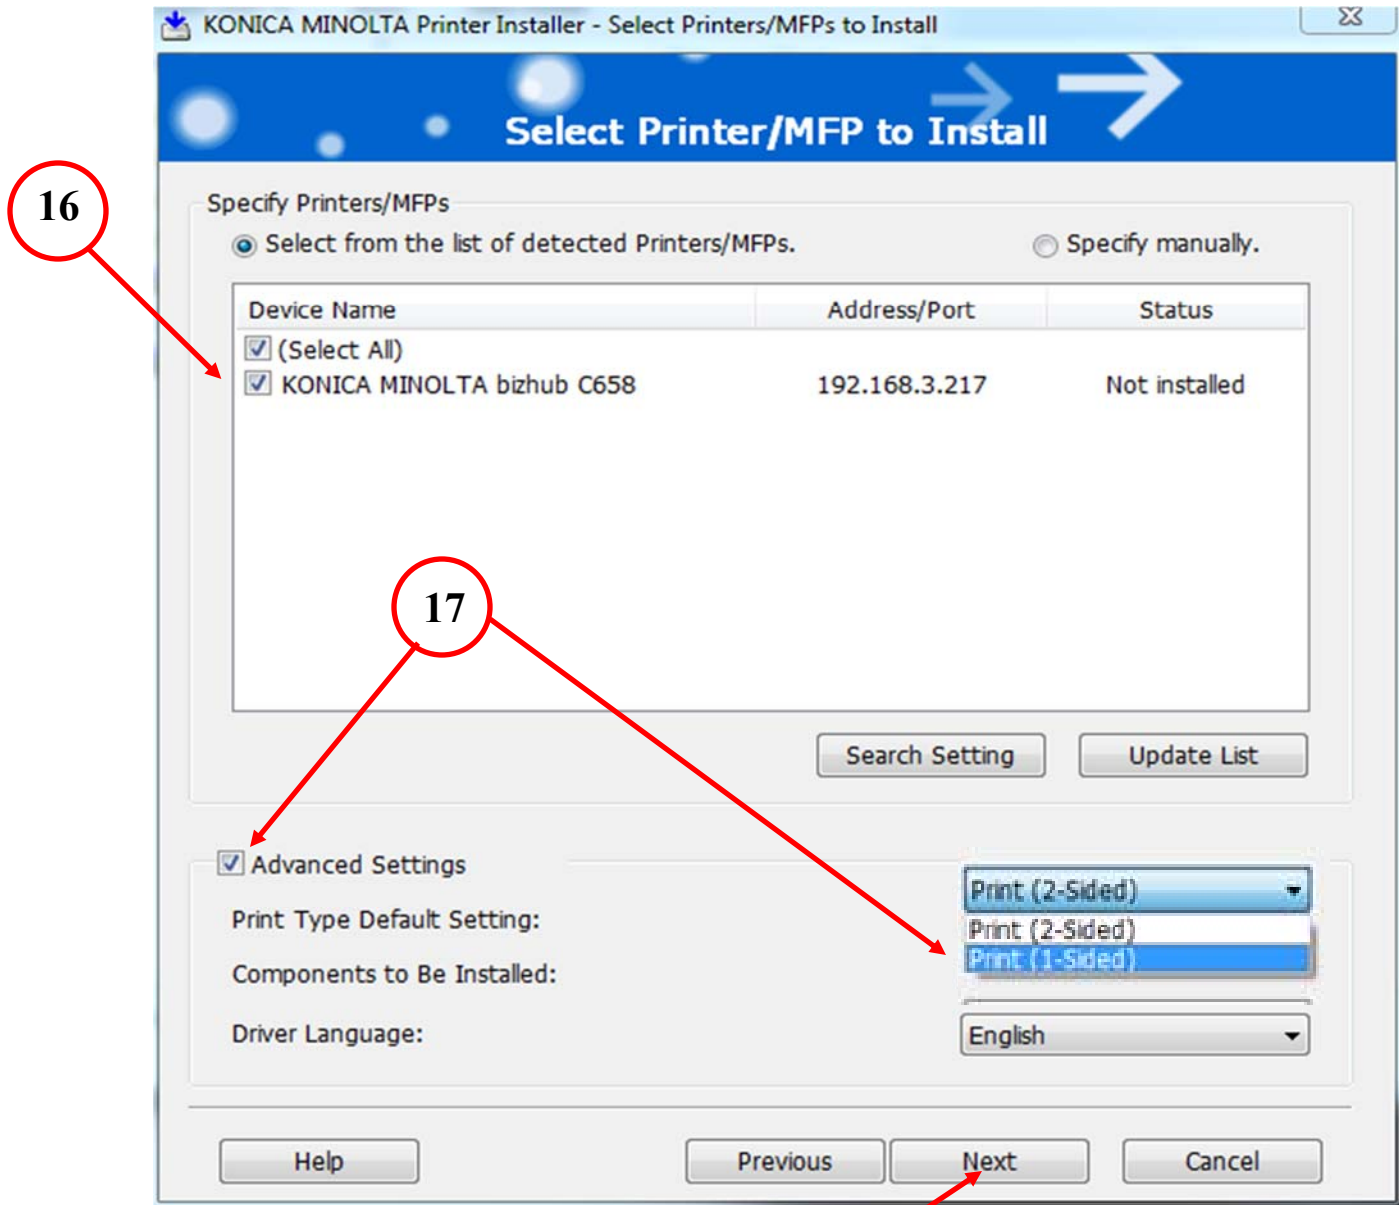 KONICA MINOLTA Printer Installer - Select Printers/MFPs to Install
Select Printer/MFP to Install
16
Specify Printers/MFPs
Select from the list of detected Printers/MFPs. Specify manually.
Device Name Address/Port Status
(Select All)
KONICA MINOLTA bizhub C658 192.168.3.217 Not installed
17
Search Setting Update List
Advanced Settings
Print (2-Sided)
Print Type Default Setting:
Print (2-Sided)
Print (1-Sided)
Components to Be Installed:
Driver Language: English
Help Previous Next Cancel